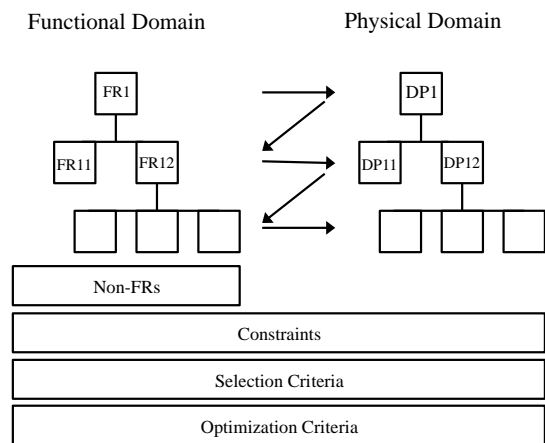 Functional Domain
Physical Domain
FR1
DP1
FR11
FR12
DP11
DP12
Non-FRs
Constraints
Selection Criteria
Optimization Criteria